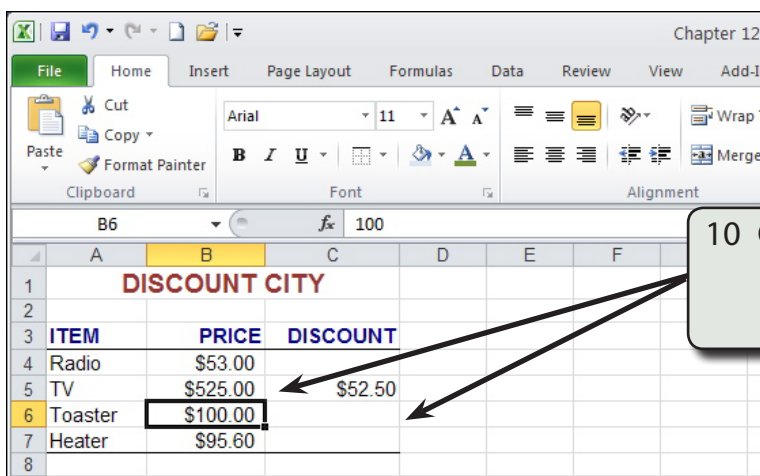 Chapter 12
File Home Insert Page Layout Formulas Data Review View Add-I
Cut
Copy
Paste
Format Painter
Arial 11 A A
B I U A
Wrap
Merge
Clipboard Font Alignment
B6 fx 100
A B C D E F
1 DISCOUNT CITY
2
3 ITEM PRICE DISCOUNT
4 Radio $53.00
5 TV $525.00 $52.50
6 Toaster $100.00
7 Heater $95.60
8
10